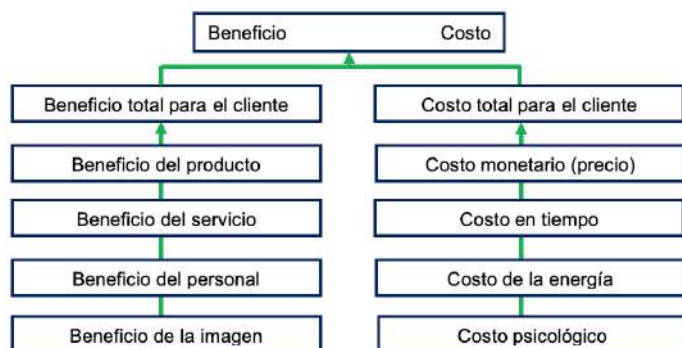 Beneficio Costo
Beneficio total para el cliente
Costo total para el cliente
Beneficio del producto
Costo monetario (precio)
Beneficio del servicio
Costo en tiempo
Beneficio del personal
Costo de la energía
Beneficio de la imagen
Costo psicológico